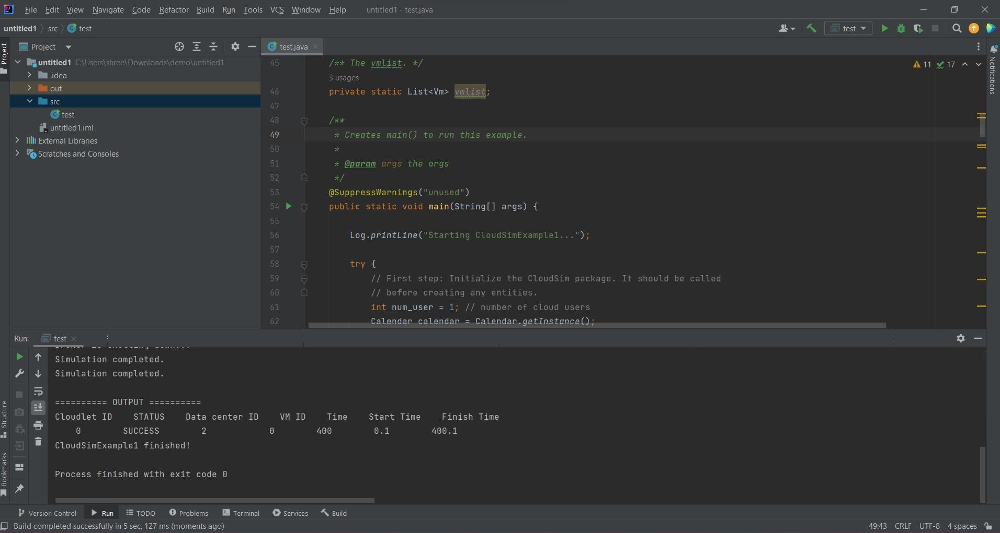 File Edit View Navigate Code Refactor Build Run Tools VCS Window Help untitled1 - test.java
untitled1 src test
test
Project
test.java
Project
untitled1 C:\Users\shree\Downloads\demo\untitled1
.idea
out
src
test
untitled1.iml
External Libraries
Scratches and Consoles
11 17
Notifications
45 /** The vmlist. */
3 usages
46 private static List<Vm> vmlist;
47
48 /**
49 * Creates main() to run this example.
50 *
51 * @param args the args
52 */
53 @SuppressWarnings("unused")
54 public static void main(String[] args) {
55
56 Log.printLine("Starting CloudSimExample1...");
57
58 try {
59 // First step: Initialize the CloudSim package. It should be called
60 // before creating any entities.
61 int num_user = 1; // number of cloud users
62 Calendar calendar = Calendar.getInstance();
Run: test
Simulation completed.
Simulation completed.
========== OUTPUT ==========
Cloudlet ID STATUS Data center ID VM ID Time Start Time Finish Time
0 SUCCESS 2 0 400 0.1 400.1
CloudSimExample1 finished!
Process finished with exit code 0
Structure
Bookmarks
Version Control Run TODO Problems Terminal Services Build
Build completed successfully in 5 sec, 127 ms (moments ago) 49:43 CRLF UTF-8 4 spaces